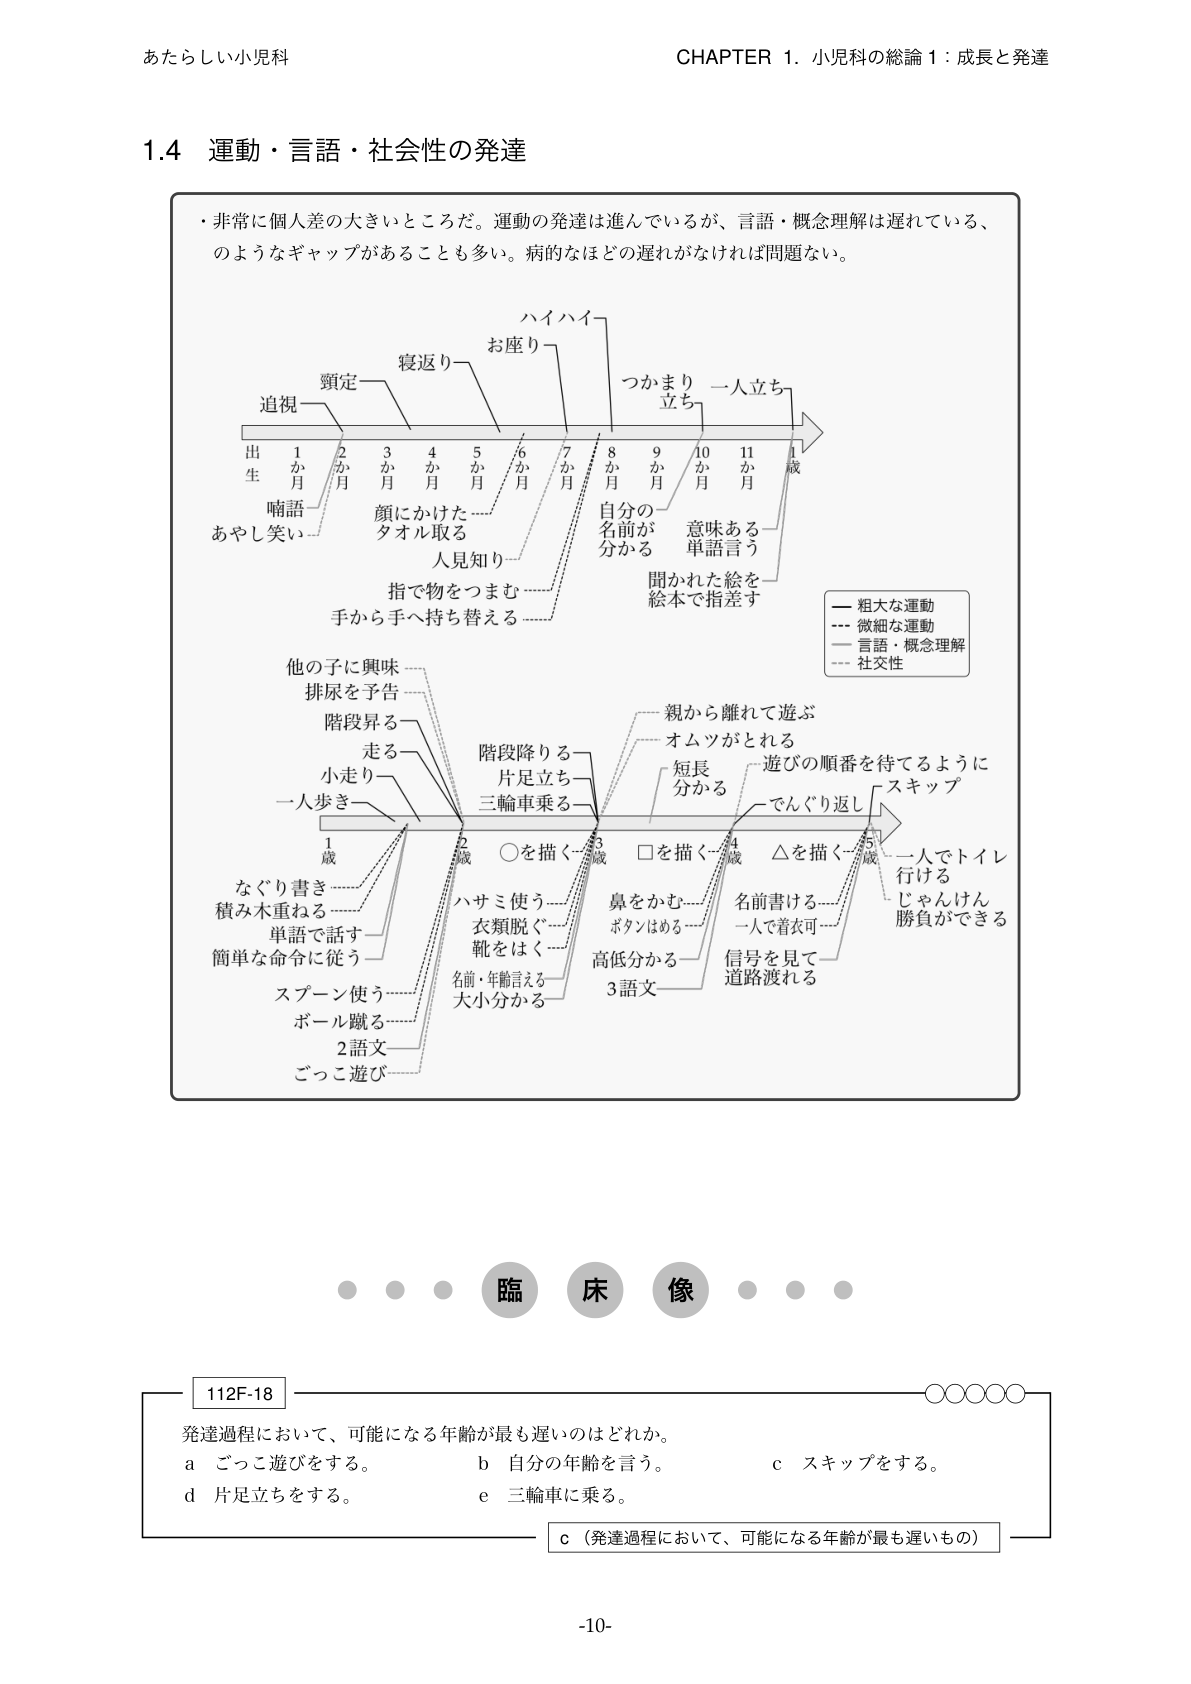 あたらしい小児科
CHAPTER 1. 小児科の総論1：成長と発達
1.4 運動・言語・社会性の発達
・非常に個人差の大きいところだ。運動の発達は進んでいるが、言語・概念理解は遅れている、
のようなギャップがあることも多い。病的なほどの遅れがなければ問題ない。
ハイハイ
お座り
寝返り
頸定
つかまり
立ち
一人立ち
追視
出生
1か月
2か月
3か月
4か月
5か月
6か月
7か月
8か月
9か月
10か月
11か月
1歳
喃語
あやし笑い
顔にかけた
タオル取る
人見知り
指で物をつまむ
手から手へ持ち替える
自分の
名前が
分かる
意味ある
単語言う
聞かれた絵を
絵本で指差す
粗大な運動
微細な運動
言語・概念理解
社交性
他の子に興味
排尿を予告
階段昇る
走る
小走り
一人歩き
階段降りる
片足立ち
三輪車乗る
親から離れて遊ぶ
オムツがとれる
短長
分かる
遊びの順番を待てるように
スキップ
でんぐり返し
1歳
2歳
3歳
4歳
5歳
○を描く
□を描く
△を描く
一人でトイレ
行ける
じゃんけん
勝負ができる
なぐり書き
積み木重ねる
単語で話す
簡単な命令に従う
スプーン使う
ボール蹴る
2語文
ごっこ遊び
ハサミ使う
衣類脱ぐ
靴をはく
名前・年齢言える
大小分かる
鼻をかむ
ボタンはめる
高低分かる
3語文
名前書ける
一人で着衣可
信号を見て
道路渡れる
臨床像
112F-18
発達過程において、可能になる年齢が最も遅いのはどれか。
a ごっこ遊びをする。 b 自分の年齢を言う。 c スキップをする。
d 片足立ちをする。 e 三輪車に乗る。
c （発達過程において、可能になる年齢が最も遅いもの）
-10-